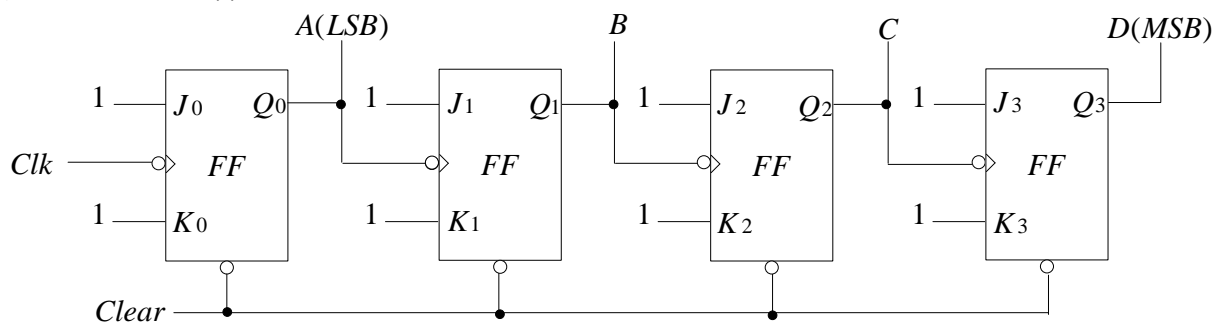 A(LSB) B C D(MSB)
1 J0 Q0 1 J1 Q1 1 J2 Q2 1 J3 Q3
Clk FF FF FF FF
1 K0 1 K1 1 K2 1 K3
Clear